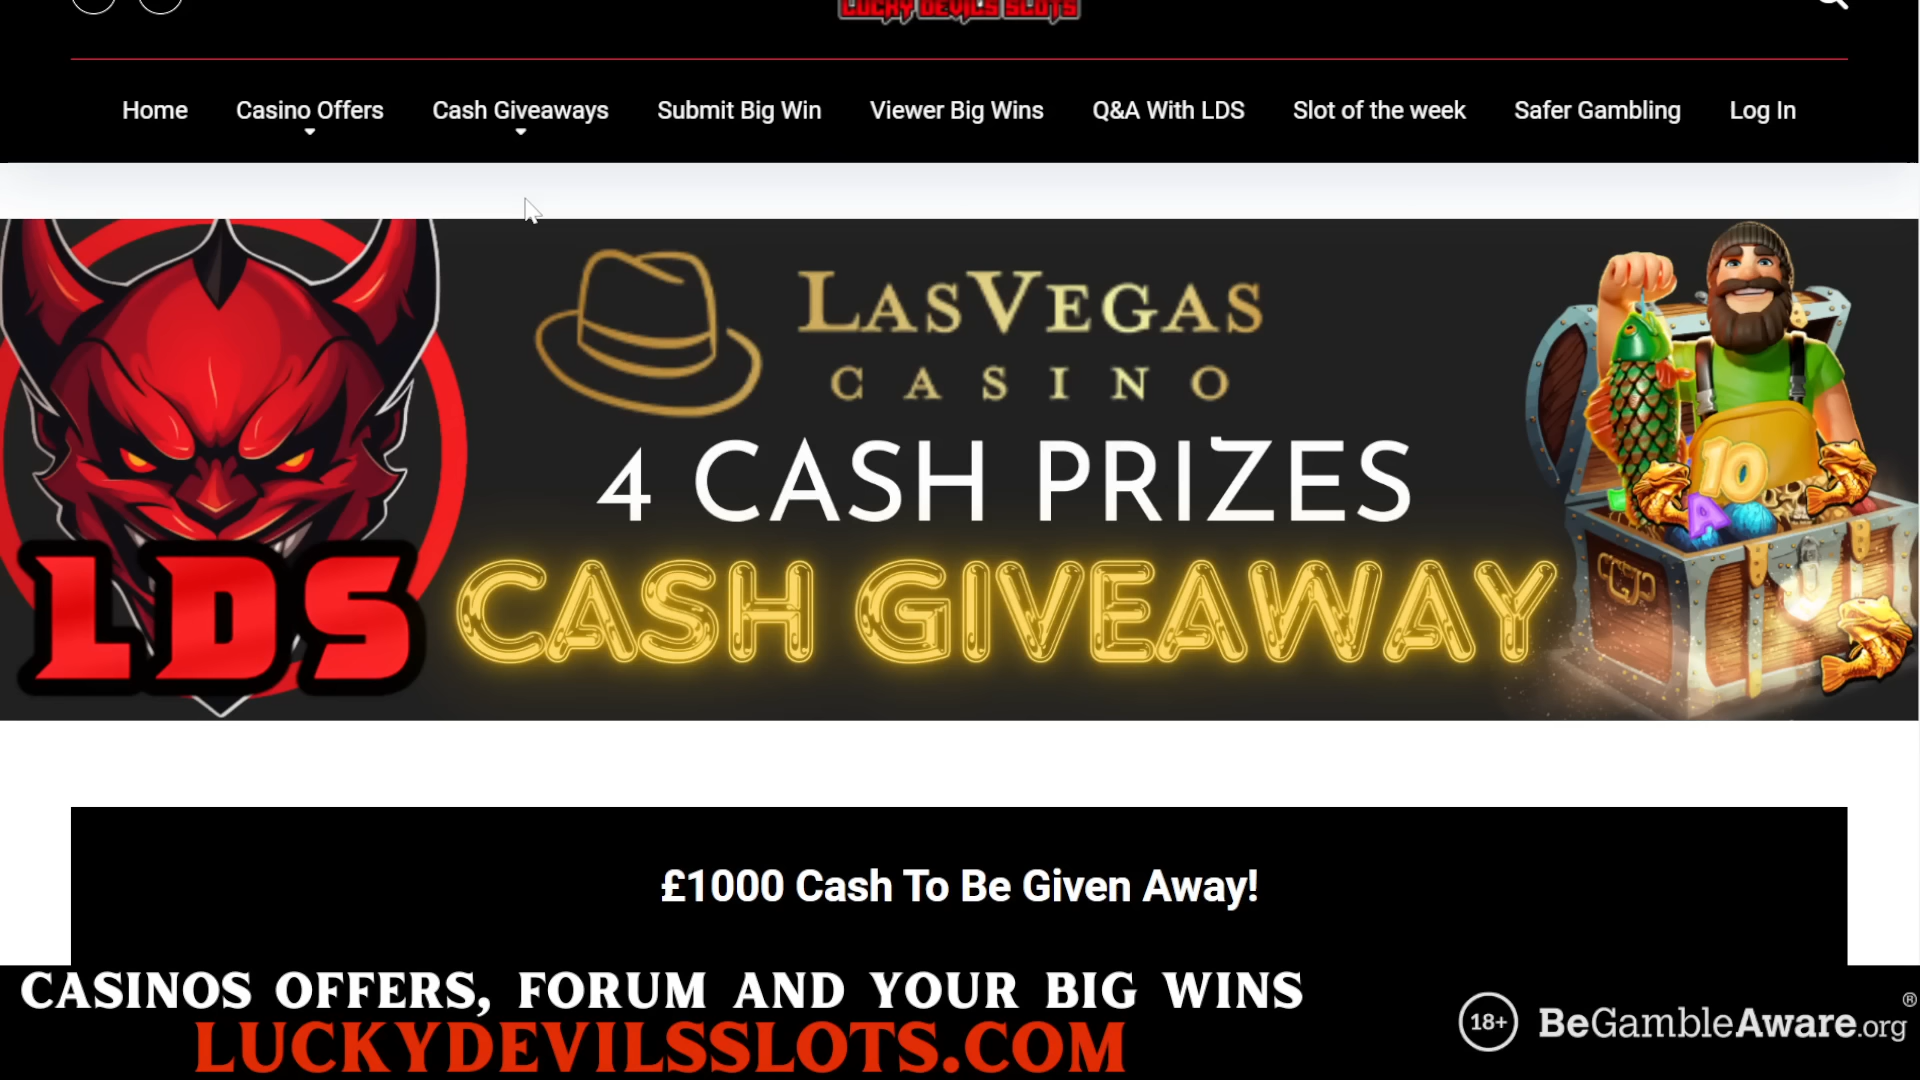 LUCKY DEVILS SLOTS
Home Casino Offers Cash Giveaways Submit Big Win Viewer Big Wins Q&A With LDS Slot of the week Safer Gambling Log In
LASVEGAS
CASINO
4 CASH PRIZES
CASH GIVEAWAY
LDS
10
A
£1000 Cash To Be Given Away!
CASINOS OFFERS, FORUM AND YOUR BIG WINS
LUCKYDEVILSSLOTS.COM
18+ BeGambleAware.org®